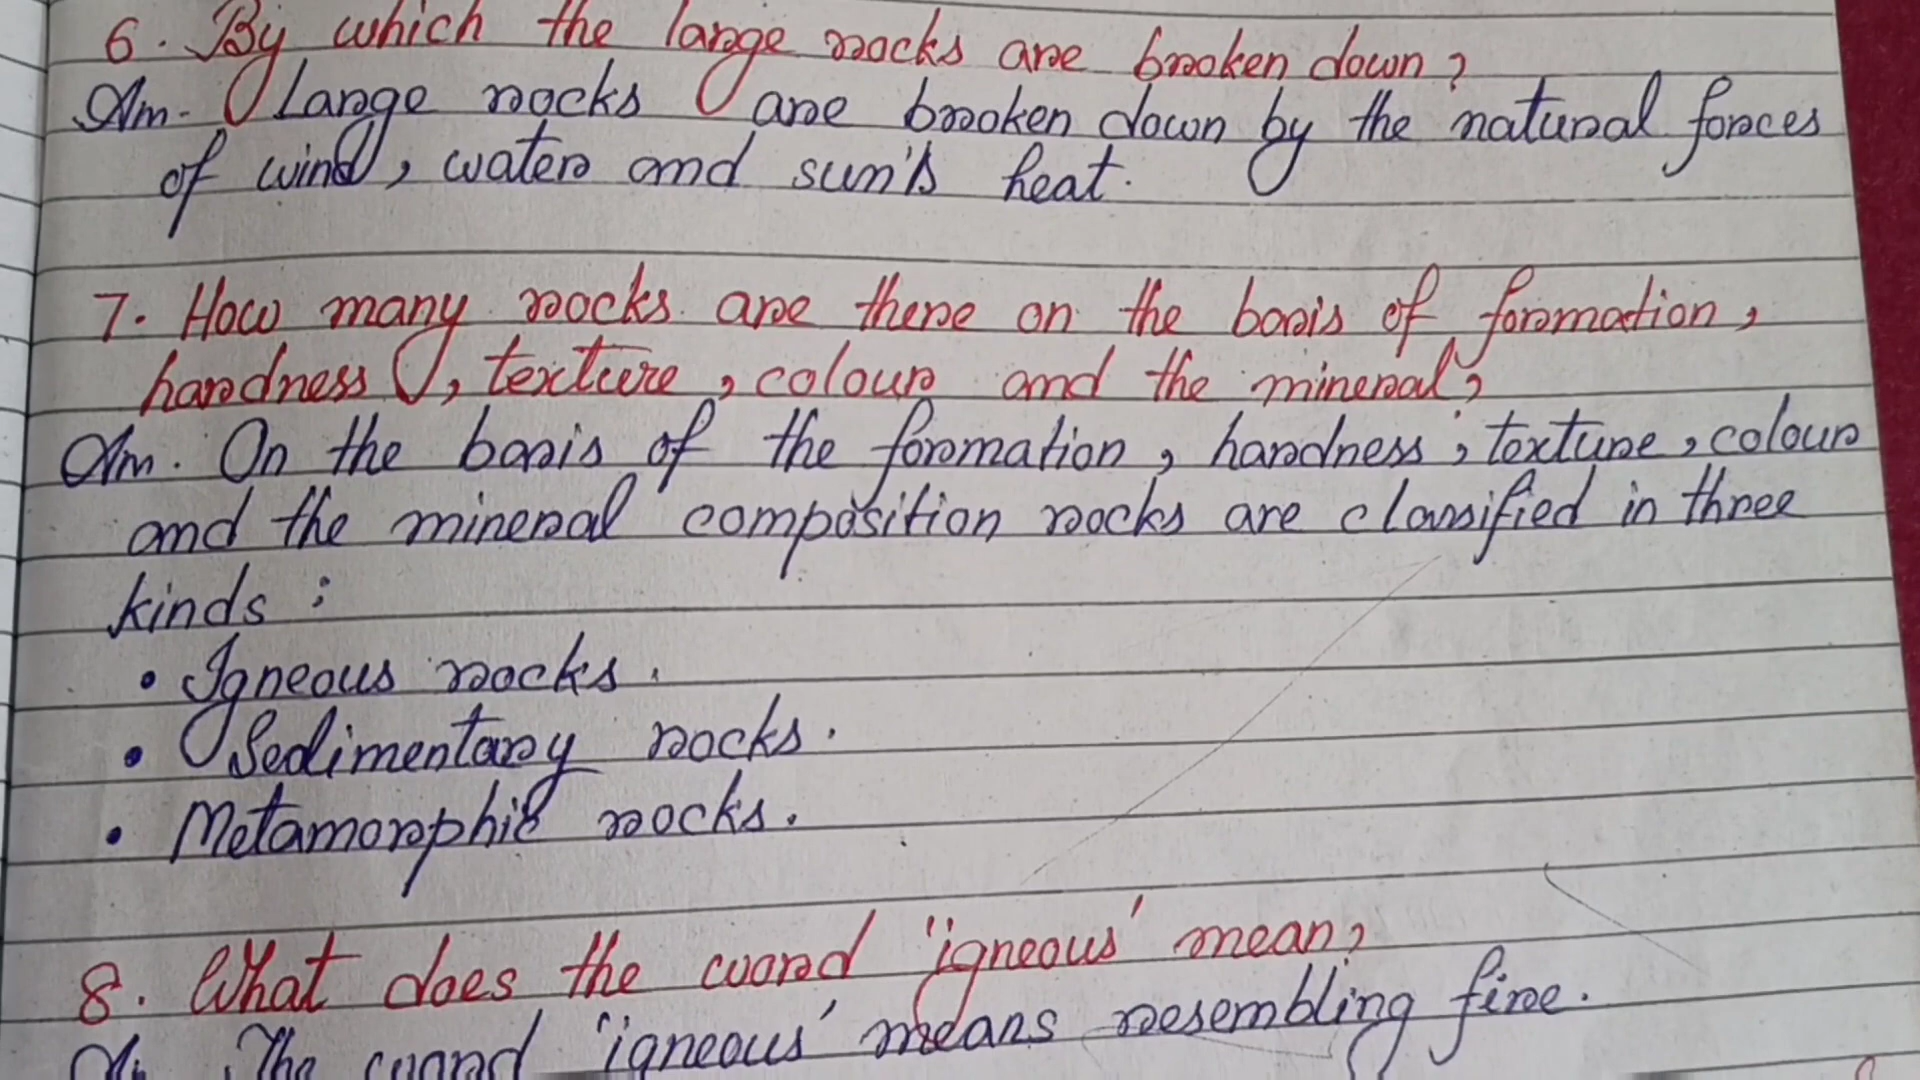 6. By which the large rocks are broken down?
Ans. Large rocks are broken down by the natural forces
of wind, water and sun's heat.
7. How many rocks are there on the basis of formation,
hardness, texture, colour and the mineral?
Ans. On the basis of the formation, hardness, texture, colour
and the mineral composition rocks are classified in three
kinds :
• Igneous rocks.
• Sedimentary rocks.
• Metamorphic rocks.
8. What does the word 'igneous' mean?
Ans. The word 'igneous' means resembling fire.